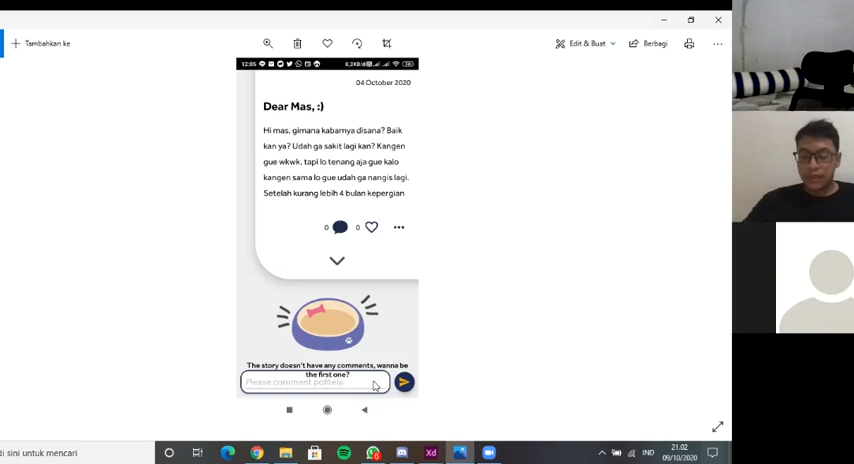 Tambahkan ke
Edit & Buat
Berbagi
12:05
0,3KB/d
04 October 2020
Dear Mas, :)
Hi mas, gimana kabarnya disana? Baik
kan ya? Udah ga sakit lagi kan? Kangen
gue wkwk, tapi lo tenang aja gue kalo
kangen sama lo gue udah ga nangis lagi.
Setelah kurang lebih 4 bulan kepergian
0 0
The story doesn't have any comments, wanna be
the first one?
Please comment politely.
di sini untuk mencari
Xd
6
IND
21.02
09/10/2020